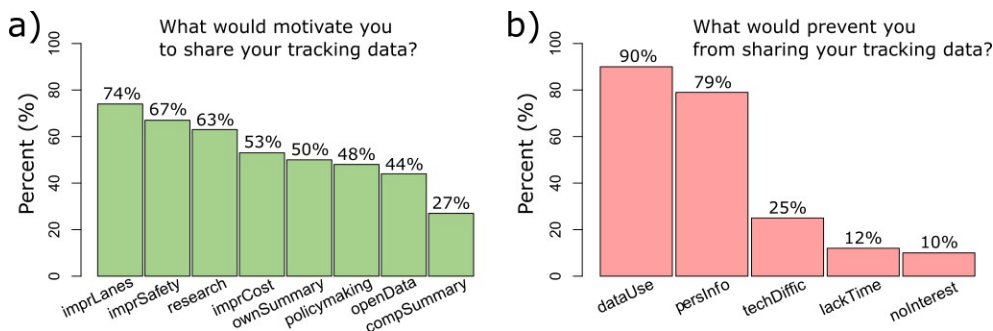 a)
What would motivate you
to share your tracking data?
Percent (%)
100
80
60
40
20
0
74%
67%
63%
53%
50%
48%
44%
27%
imprLanes
imprSafety
research
imprCost
ownSummary
policymaking
openData
compSummary
b)
What would prevent you
from sharing your tracking data?
Percent (%)
100
80
60
40
20
0
90%
79%
25%
12%
10%
dataUse
persInfo
techDiffic
lackTime
noInterest